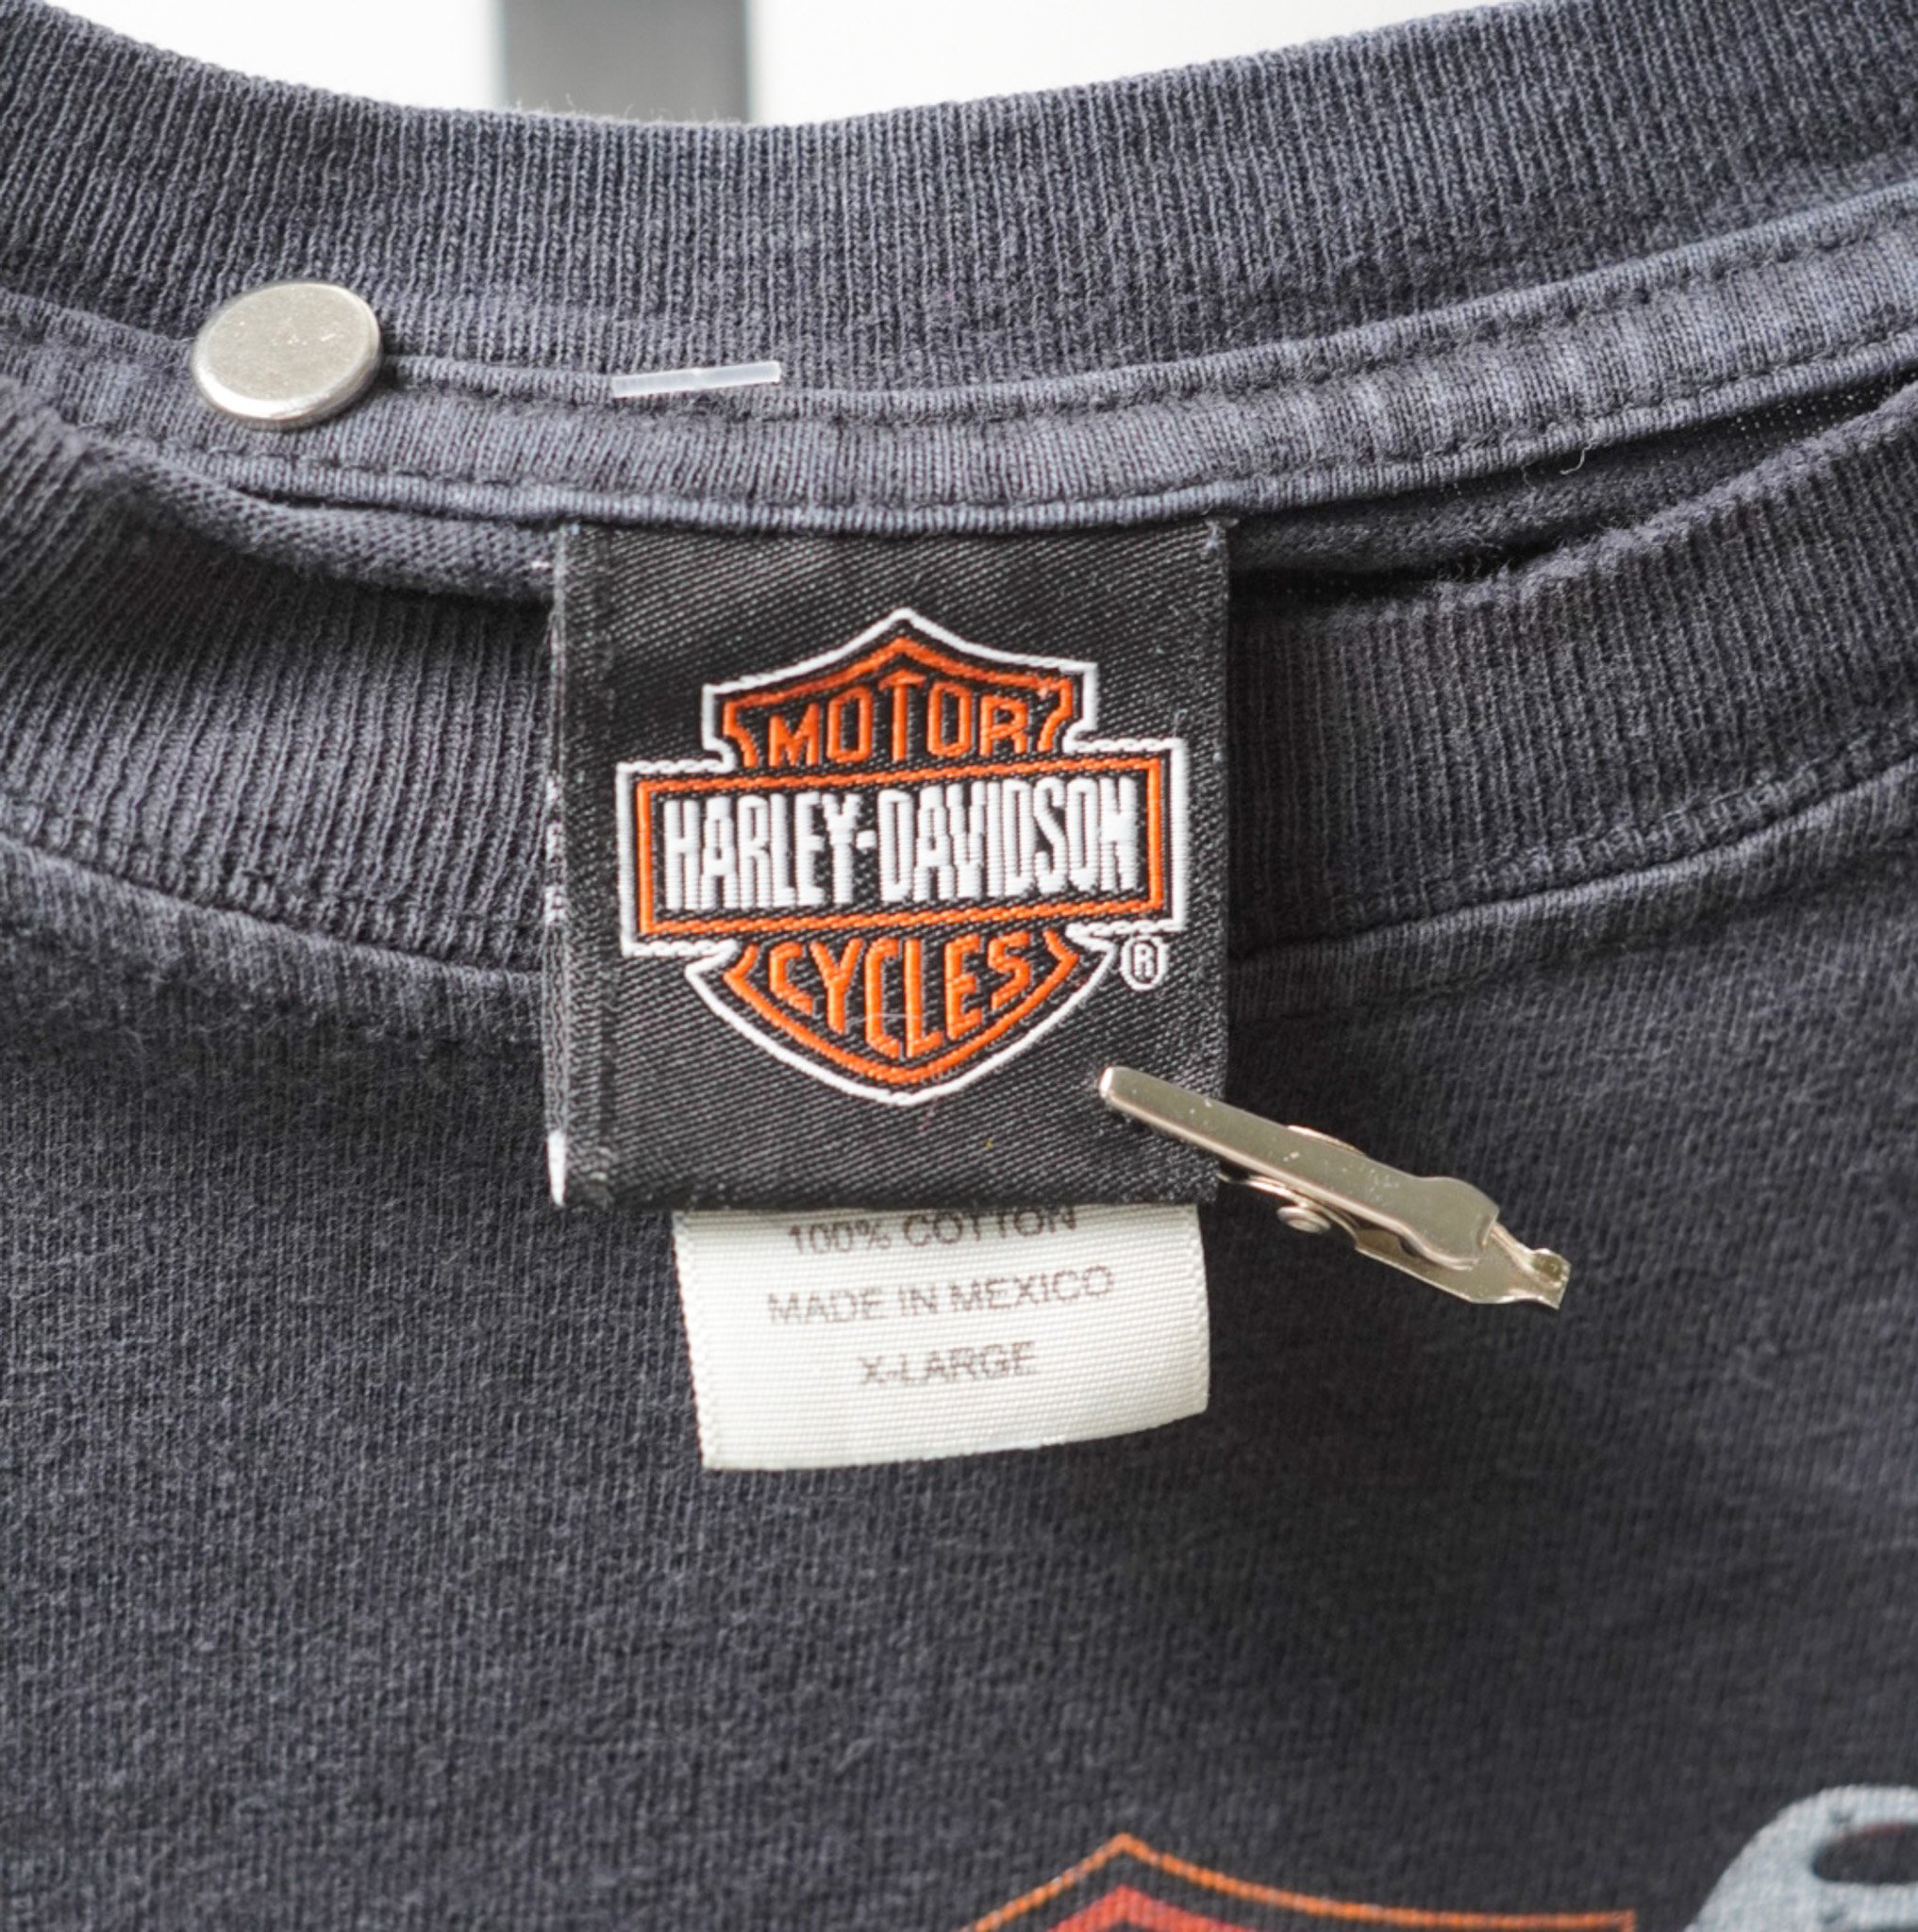 MOTOR
HARLEY-DAVIDSON
CYCLES
®
100% COTTON
MADE IN MEXICO
X-LARGE